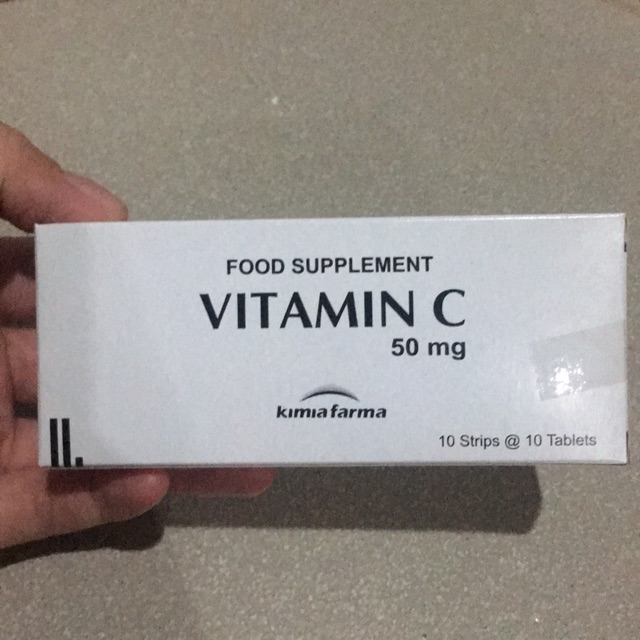 FOOD SUPPLEMENT
VITAMIN C
50 mg
kimia farma
10 Strips @ 10 Tablets